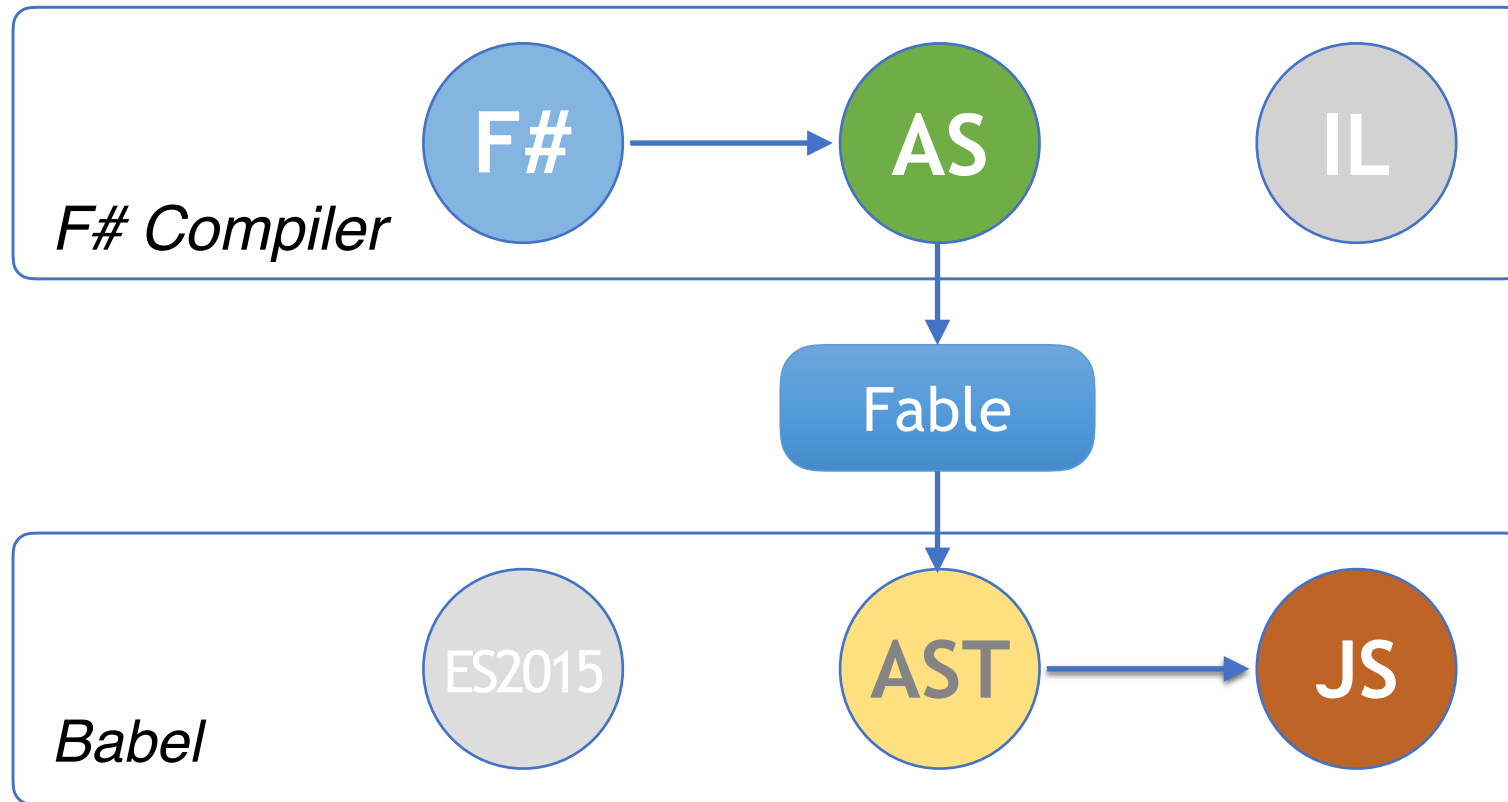 F#
AS
IL
F# Compiler
Fable
ES2015
AST
JS
Babel